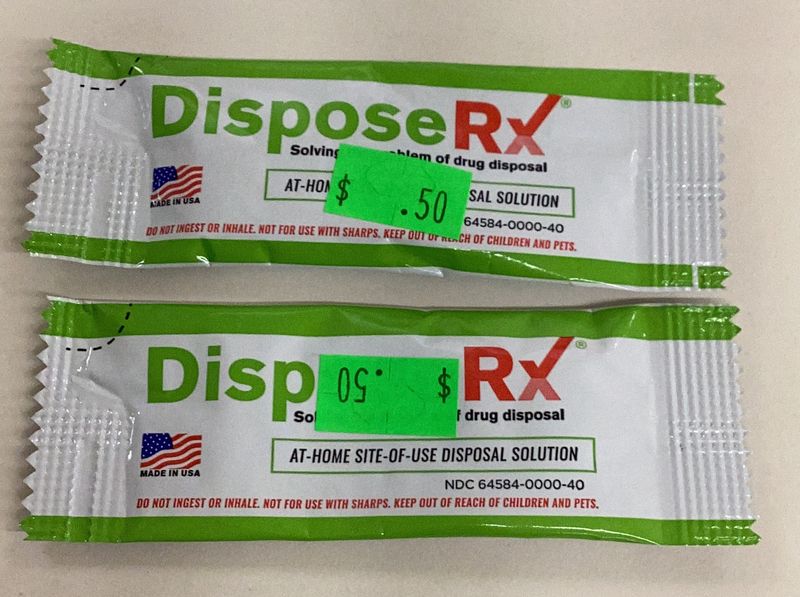 DisposeRx®
Solving problem of drug disposal
AT-HOM SAL SOLUTION
$ .50
64584-0000-40
MADE IN USA
DO NOT INGEST OR INHALE. NOT FOR USE WITH SHARPS. KEEP OUT OF REACH OF CHILDREN AND PETS.
Disp Rx®
$ .50
of drug disposal
AT-HOME SITE-OF-USE DISPOSAL SOLUTION
MADE IN USA
NDC 64584-0000-40
DO NOT INGEST OR INHALE. NOT FOR USE WITH SHARPS. KEEP OUT OF REACH OF CHILDREN AND PETS.